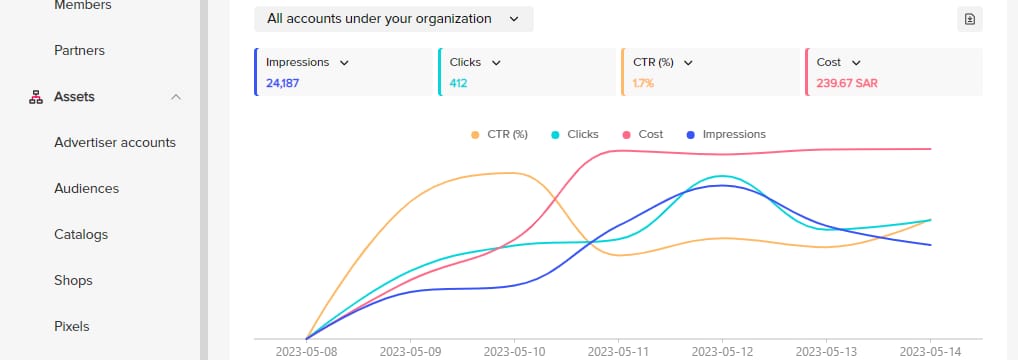 Members
Partners
Assets
Advertiser accounts
Audiences
Catalogs
Shops
Pixels
All accounts under your organization
Impressions
24,187
Clicks
412
CTR (%)
1.7%
Cost
239.67 SAR
CTR (%) Clicks Cost Impressions
2023-05-08 2023-05-09 2023-05-10 2023-05-11 2023-05-12 2023-05-13 2023-05-14